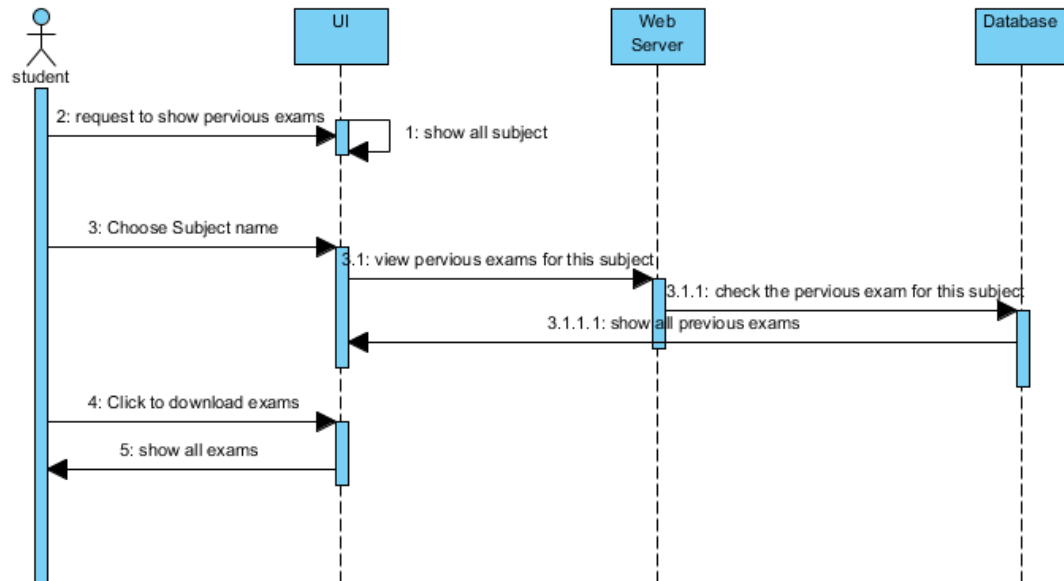 UI
Web
Server
Database
student
2: request to show pervious exams
1: show all subject
3: Choose Subject name
3.1: view pervious exams for this subject
3.1.1: check the pervious exam for this subject
3.1.1.1: show all previous exams
4: Click to download exams
5: show all exams